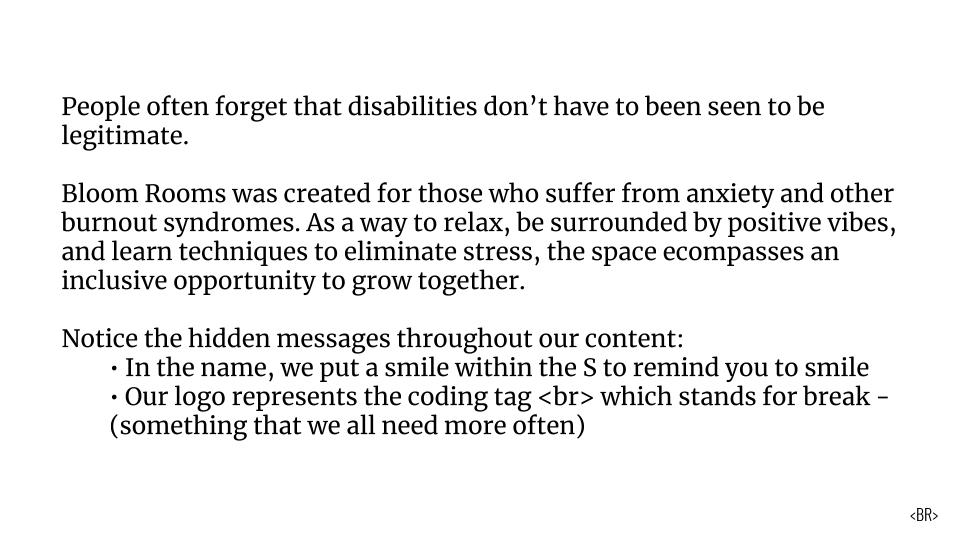 People often forget that disabilities don’t have to been seen to be
legitimate.
Bloom Rooms was created for those who suffer from anxiety and other
burnout syndromes. As a way to relax, be surrounded by positive vibes,
and learn techniques to eliminate stress, the space ecompasses an
inclusive opportunity to grow together.
Notice the hidden messages throughout our content:
• In the name, we put a smile within the S to remind you to smile
• Our logo represents the coding tag <br> which stands for break -
(something that we all need more often)
<BR>